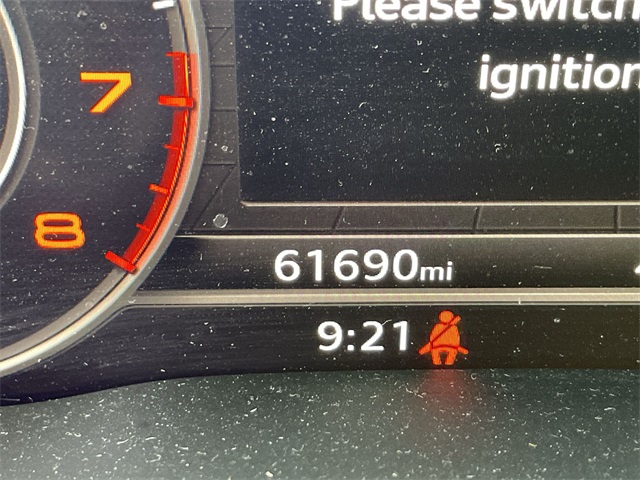 Please switch
ignition
7
8
61690mi
9:21